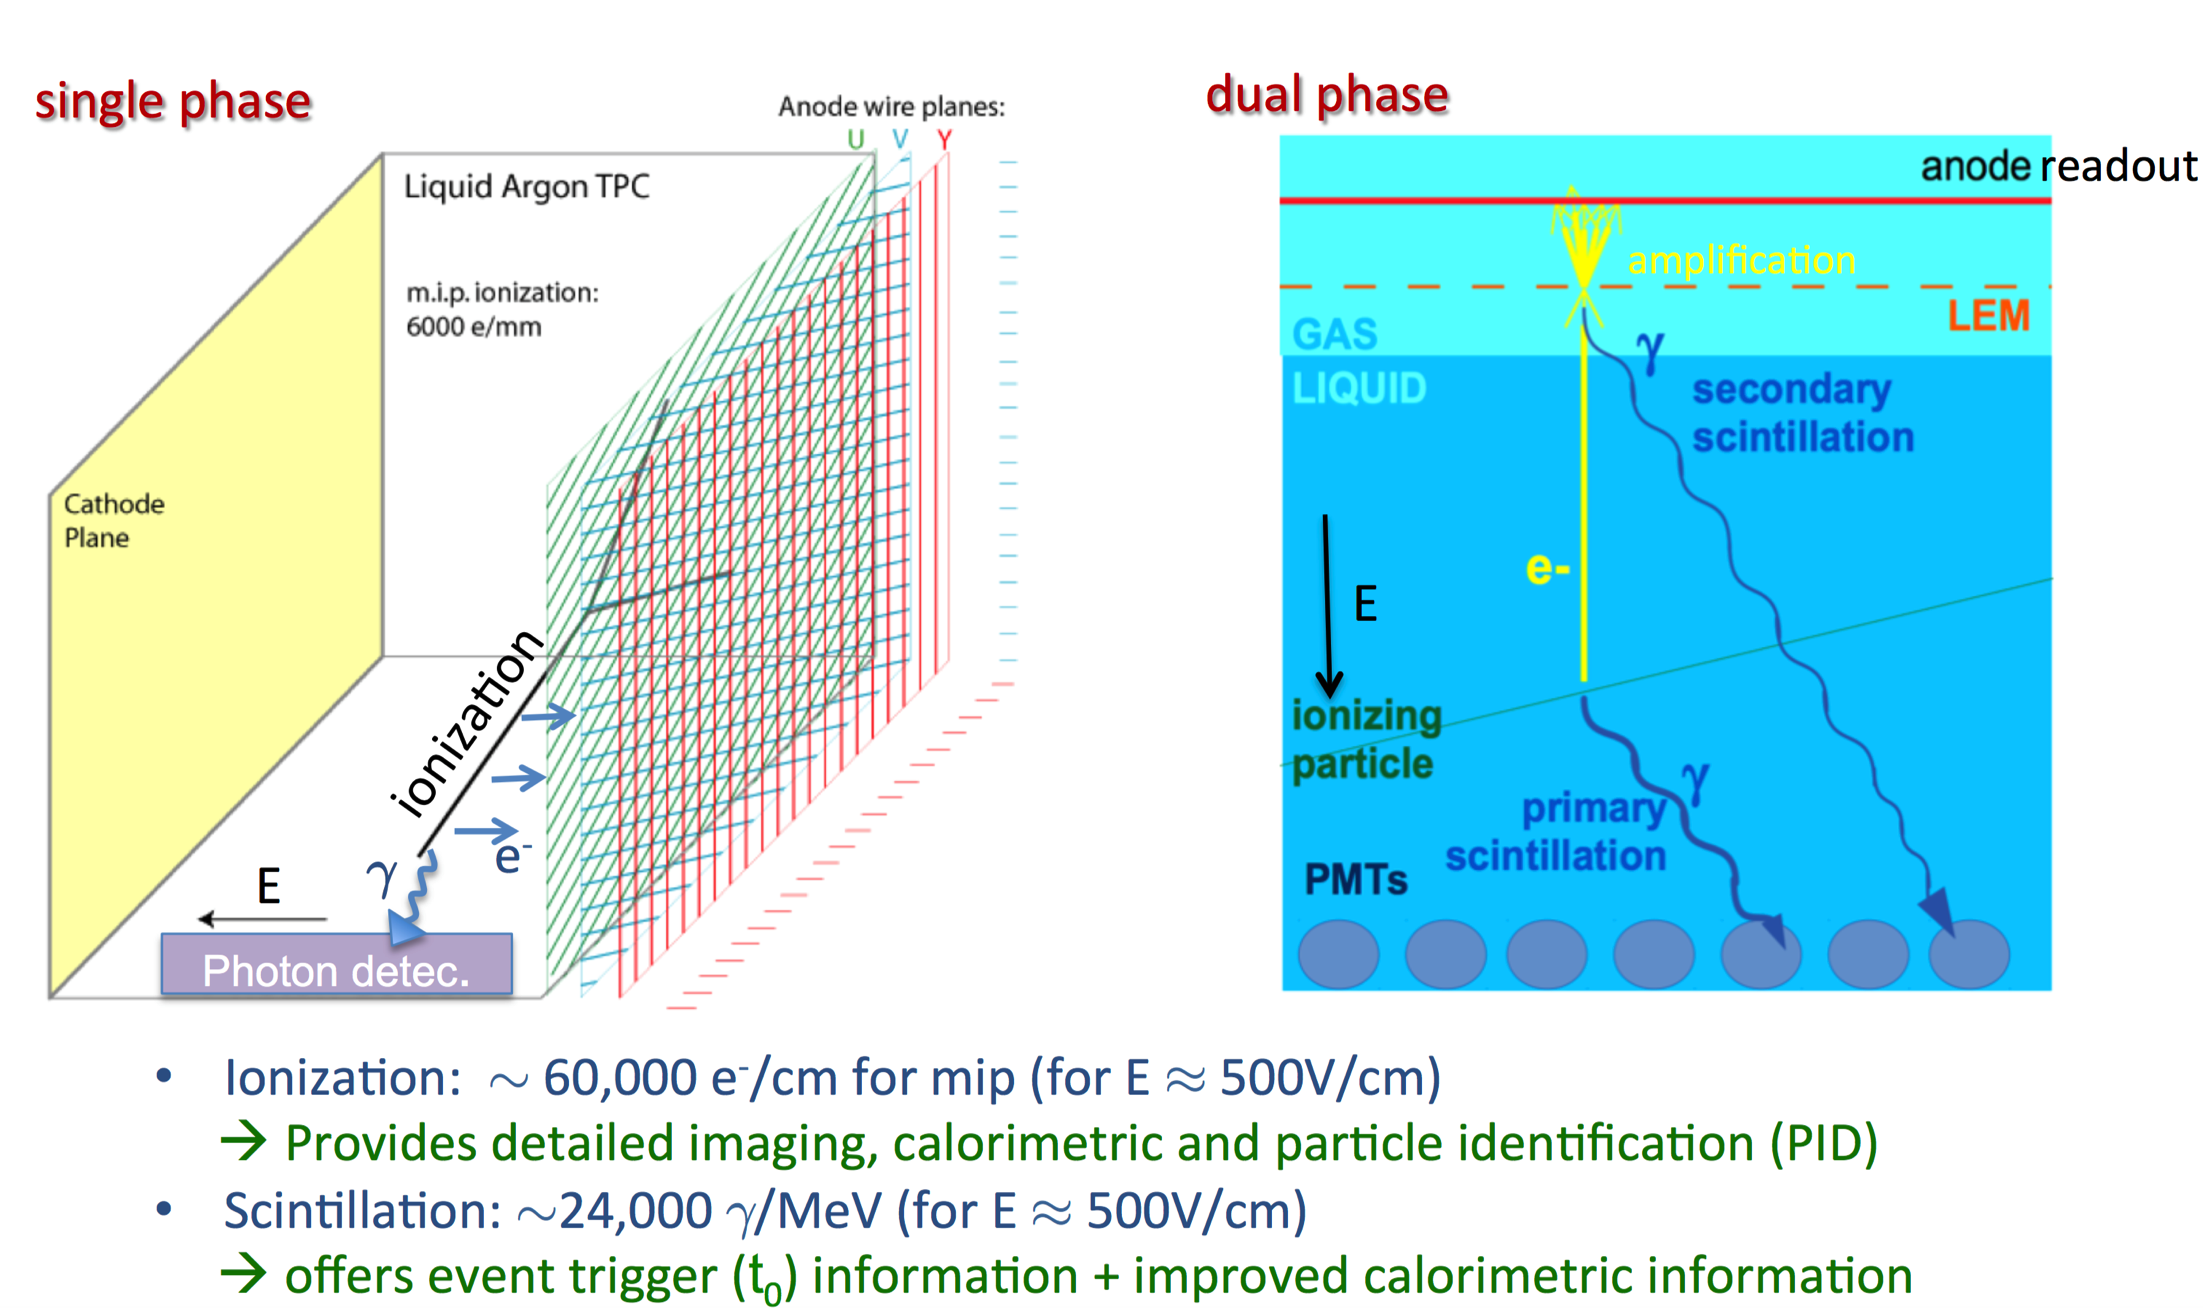 single phase
Anode wire planes:
U V Y
Liquid Argon TPC
m.i.p. ionization:
6000 e/mm
Cathode
Plane
ionization
e⁻
γ
E
Photon detec.
dual phase
anode readout
amplification
LEM
GAS
LIQUID
γ
secondary
scintillation
e-
E
ionizing
particle
γ
primary
scintillation
PMTs
• Ionization: ~ 60,000 e⁻/cm for mip (for E ≈ 500V/cm)
→ Provides detailed imaging, calorimetric and particle identification (PID)
• Scintillation: ~24,000 γ/MeV (for E ≈ 500V/cm)
→ offers event trigger (t₀) information + improved calorimetric information